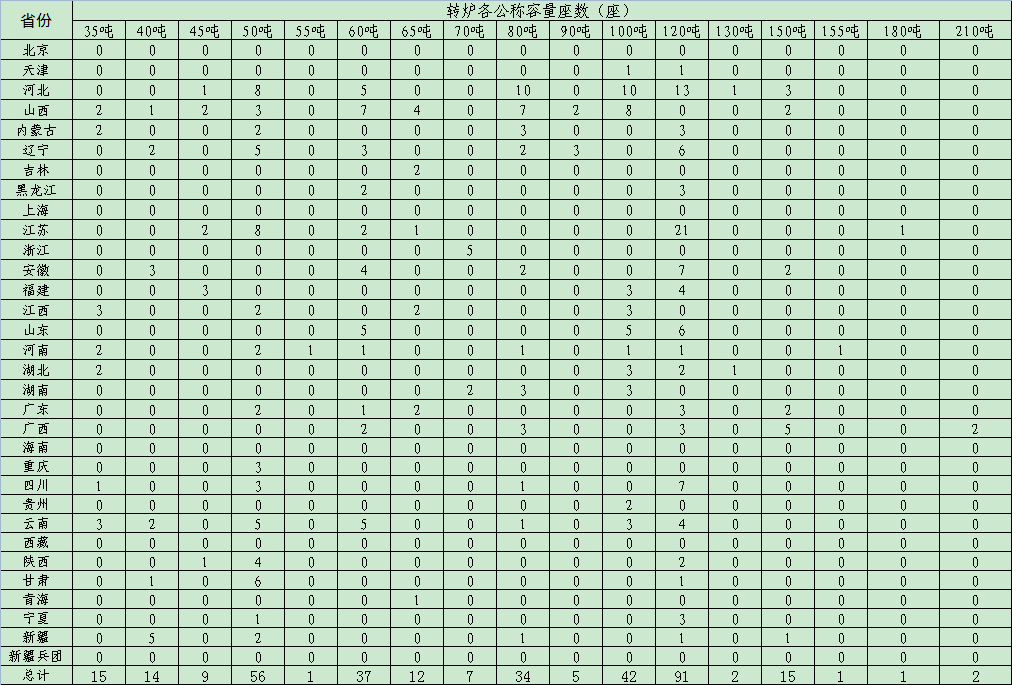 省份 转炉各公称容量座数（座）
35吨 40吨 45吨 50吨 55吨 60吨 65吨 70吨 80吨 90吨 100吨 120吨 130吨 150吨 155吨 180吨 210吨
北京 0 0 0 0 0 0 0 0 0 0 0 0 0 0 0 0 0
天津 0 0 0 0 0 0 0 0 0 0 1 1 0 0 0 0 0
河北 0 0 1 8 0 5 0 0 10 0 10 13 1 3 0 0 0
山西 2 1 2 3 0 7 4 0 7 2 8 0 0 2 0 0 0
内蒙古 2 0 0 2 0 0 0 0 3 0 0 3 0 0 0 0 0
辽宁 0 2 0 5 0 3 0 0 2 3 0 6 0 0 0 0 0
吉林 0 0 0 0 0 0 2 0 0 0 0 0 0 0 0 0 0
黑龙江 0 0 0 0 0 2 0 0 0 0 0 3 0 0 0 0 0
上海 0 0 0 0 0 0 0 0 0 0 0 0 0 0 0 0 0
江苏 0 0 2 8 0 2 1 0 0 0 0 21 0 0 0 1 0
浙江 0 0 0 0 0 0 0 5 0 0 0 0 0 0 0 0 0
安徽 0 3 0 0 0 4 0 0 2 0 0 7 0 2 0 0 0
福建 0 0 3 0 0 0 0 0 0 0 3 4 0 0 0 0 0
江西 3 0 0 2 0 0 2 0 0 0 3 0 0 0 0 0 0
山东 0 0 0 0 0 5 0 0 0 0 5 6 0 0 0 0 0
河南 2 0 0 2 1 1 0 0 1 0 1 1 0 0 1 0 0
湖北 2 0 0 0 0 0 0 0 0 0 3 2 1 0 0 0 0
湖南 0 0 0 0 0 0 0 2 3 0 3 0 0 0 0 0 0
广东 0 0 0 2 0 1 2 0 0 0 0 3 0 2 0 0 0
广西 0 0 0 0 0 2 0 0 3 0 0 3 0 5 0 0 2
海南 0 0 0 0 0 0 0 0 0 0 0 0 0 0 0 0 0
重庆 0 0 0 3 0 0 0 0 0 0 0 0 0 0 0 0 0
四川 1 0 0 3 0 0 0 0 1 0 0 7 0 0 0 0 0
贵州 0 0 0 0 0 0 0 0 0 0 2 0 0 0 0 0 0
云南 3 2 0 5 0 5 0 0 1 0 3 4 0 0 0 0 0
西藏 0 0 0 0 0 0 0 0 0 0 0 0 0 0 0 0 0
陕西 0 0 1 4 0 0 0 0 0 0 0 2 0 0 0 0 0
甘肃 0 1 0 6 0 0 0 0 0 0 0 1 0 0 0 0 0
青海 0 0 0 0 0 0 1 0 0 0 0 0 0 0 0 0 0
宁夏 0 0 0 1 0 0 0 0 0 0 0 3 0 0 0 0 0
新疆 0 5 0 2 0 0 0 0 1 0 0 1 0 1 0 0 0
新疆兵团 0 0 0 0 0 0 0 0 0 0 0 0 0 0 0 0 0
总计 15 14 9 56 1 37 12 7 34 5 42 91 2 15 1 1 2